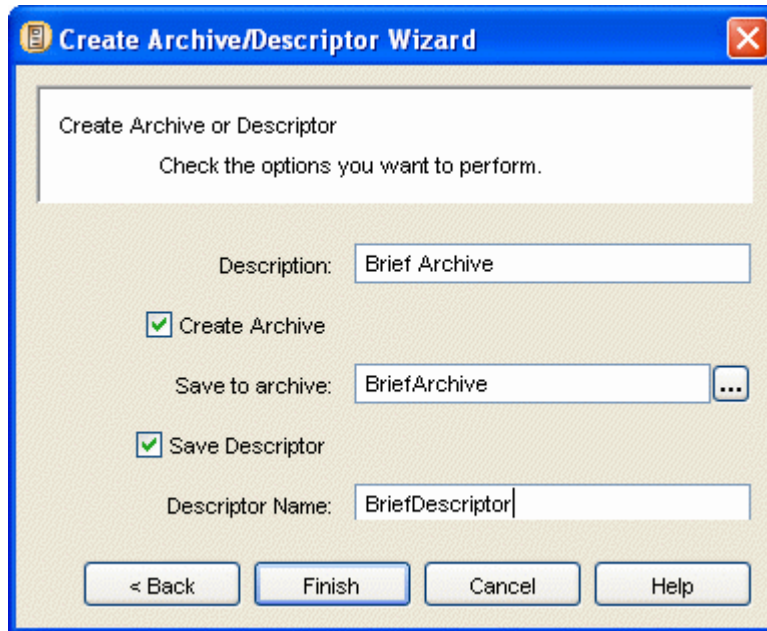 Create Archive/Descriptor Wizard
Create Archive or Descriptor
Check the options you want to perform.
Description: Brief Archive
Create Archive
Save to archive: BriefArchive ...
Save Descriptor
Descriptor Name: BriefDescriptor
< Back Finish Cancel Help